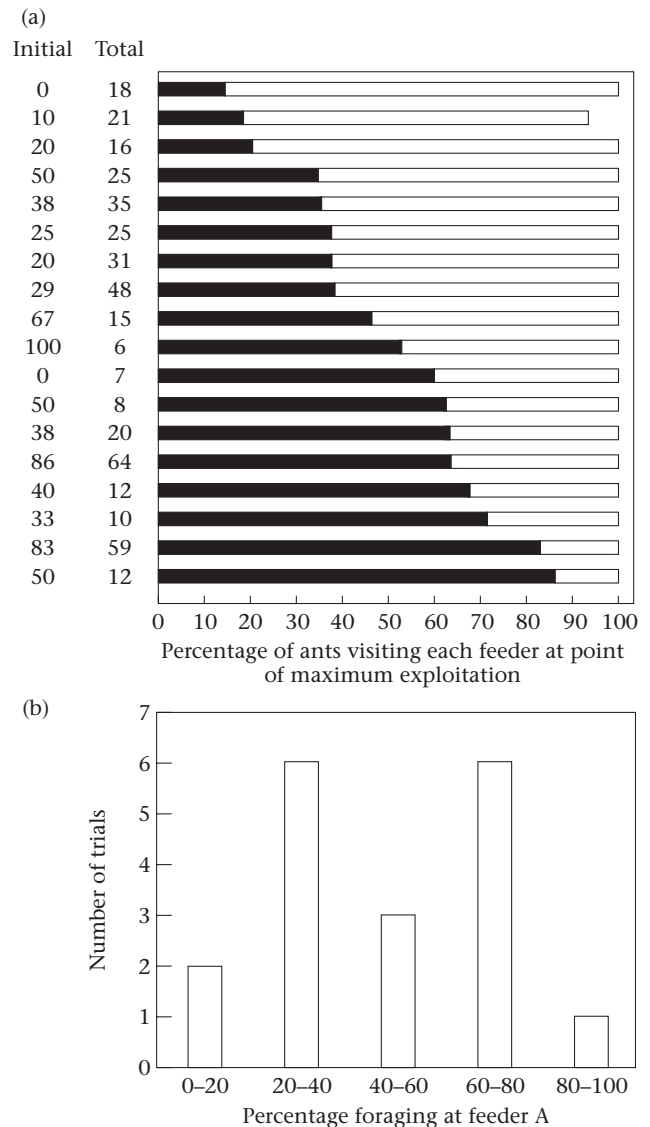 (a)
Initial Total
0 18
10 21
20 16
50 25
38 35
25 25
20 31
29 48
67 15
100 6
0 7
50 8
38 20
86 64
40 12
33 10
83 59
50 12
0 10 20 30 40 50 60 70 80 90 100
Percentage of ants visiting each feeder at point
of maximum exploitation
(b)
7
6
5
4
3
2
1
0
Number of trials
0–20 20–40 40–60 60–80 80–100
Percentage foraging at feeder A